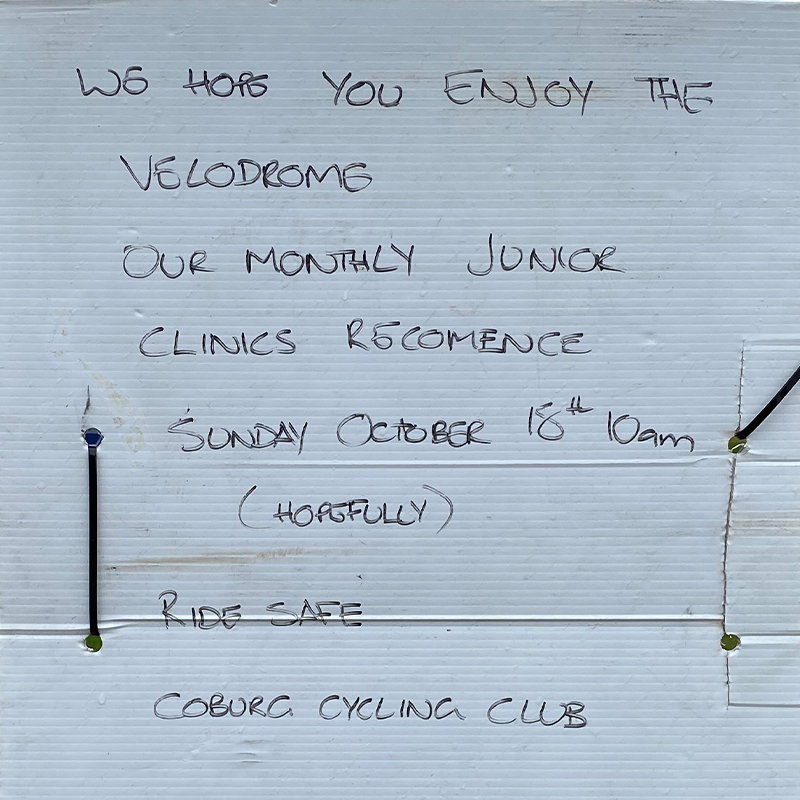 WE HOPE YOU ENJOY THE
VELODROME
OUR MONTHLY JUNIOR
CLINICS RECOMENCE
SUNDAY OCTOBER 18th 10am
(HOPEFULLY)
RIDE SAFE
COBURG CYCLING CLUB